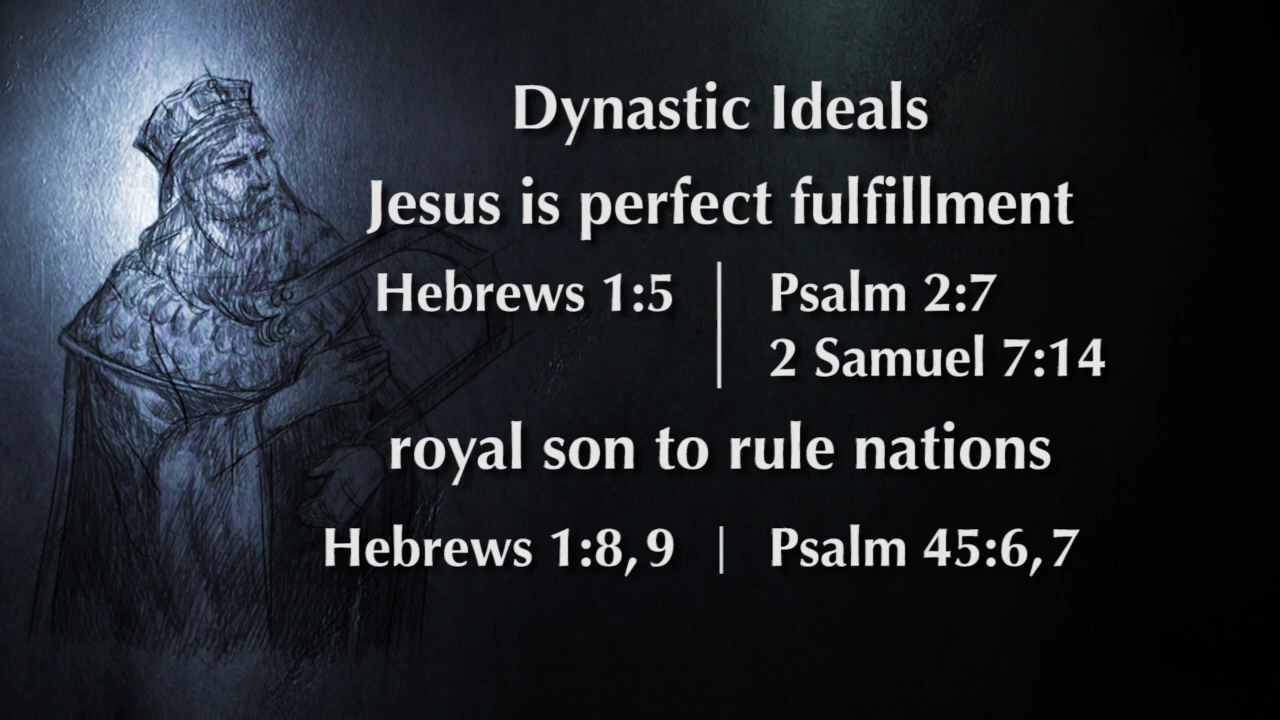 Dynastic Ideals
Jesus is perfect fulfillment
Hebrews 1:5 | Psalm 2:7
2 Samuel 7:14
royal son to rule nations
Hebrews 1:8,9 | Psalm 45:6,7